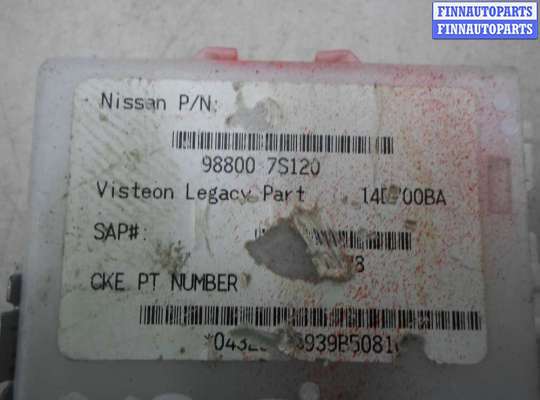 FINNAUTOPARTS
FINNAUTOPARTS
Nissan P/N:
98800 7S120
Visteon Legacy Part
SAP#:
CKE PT NUMBER